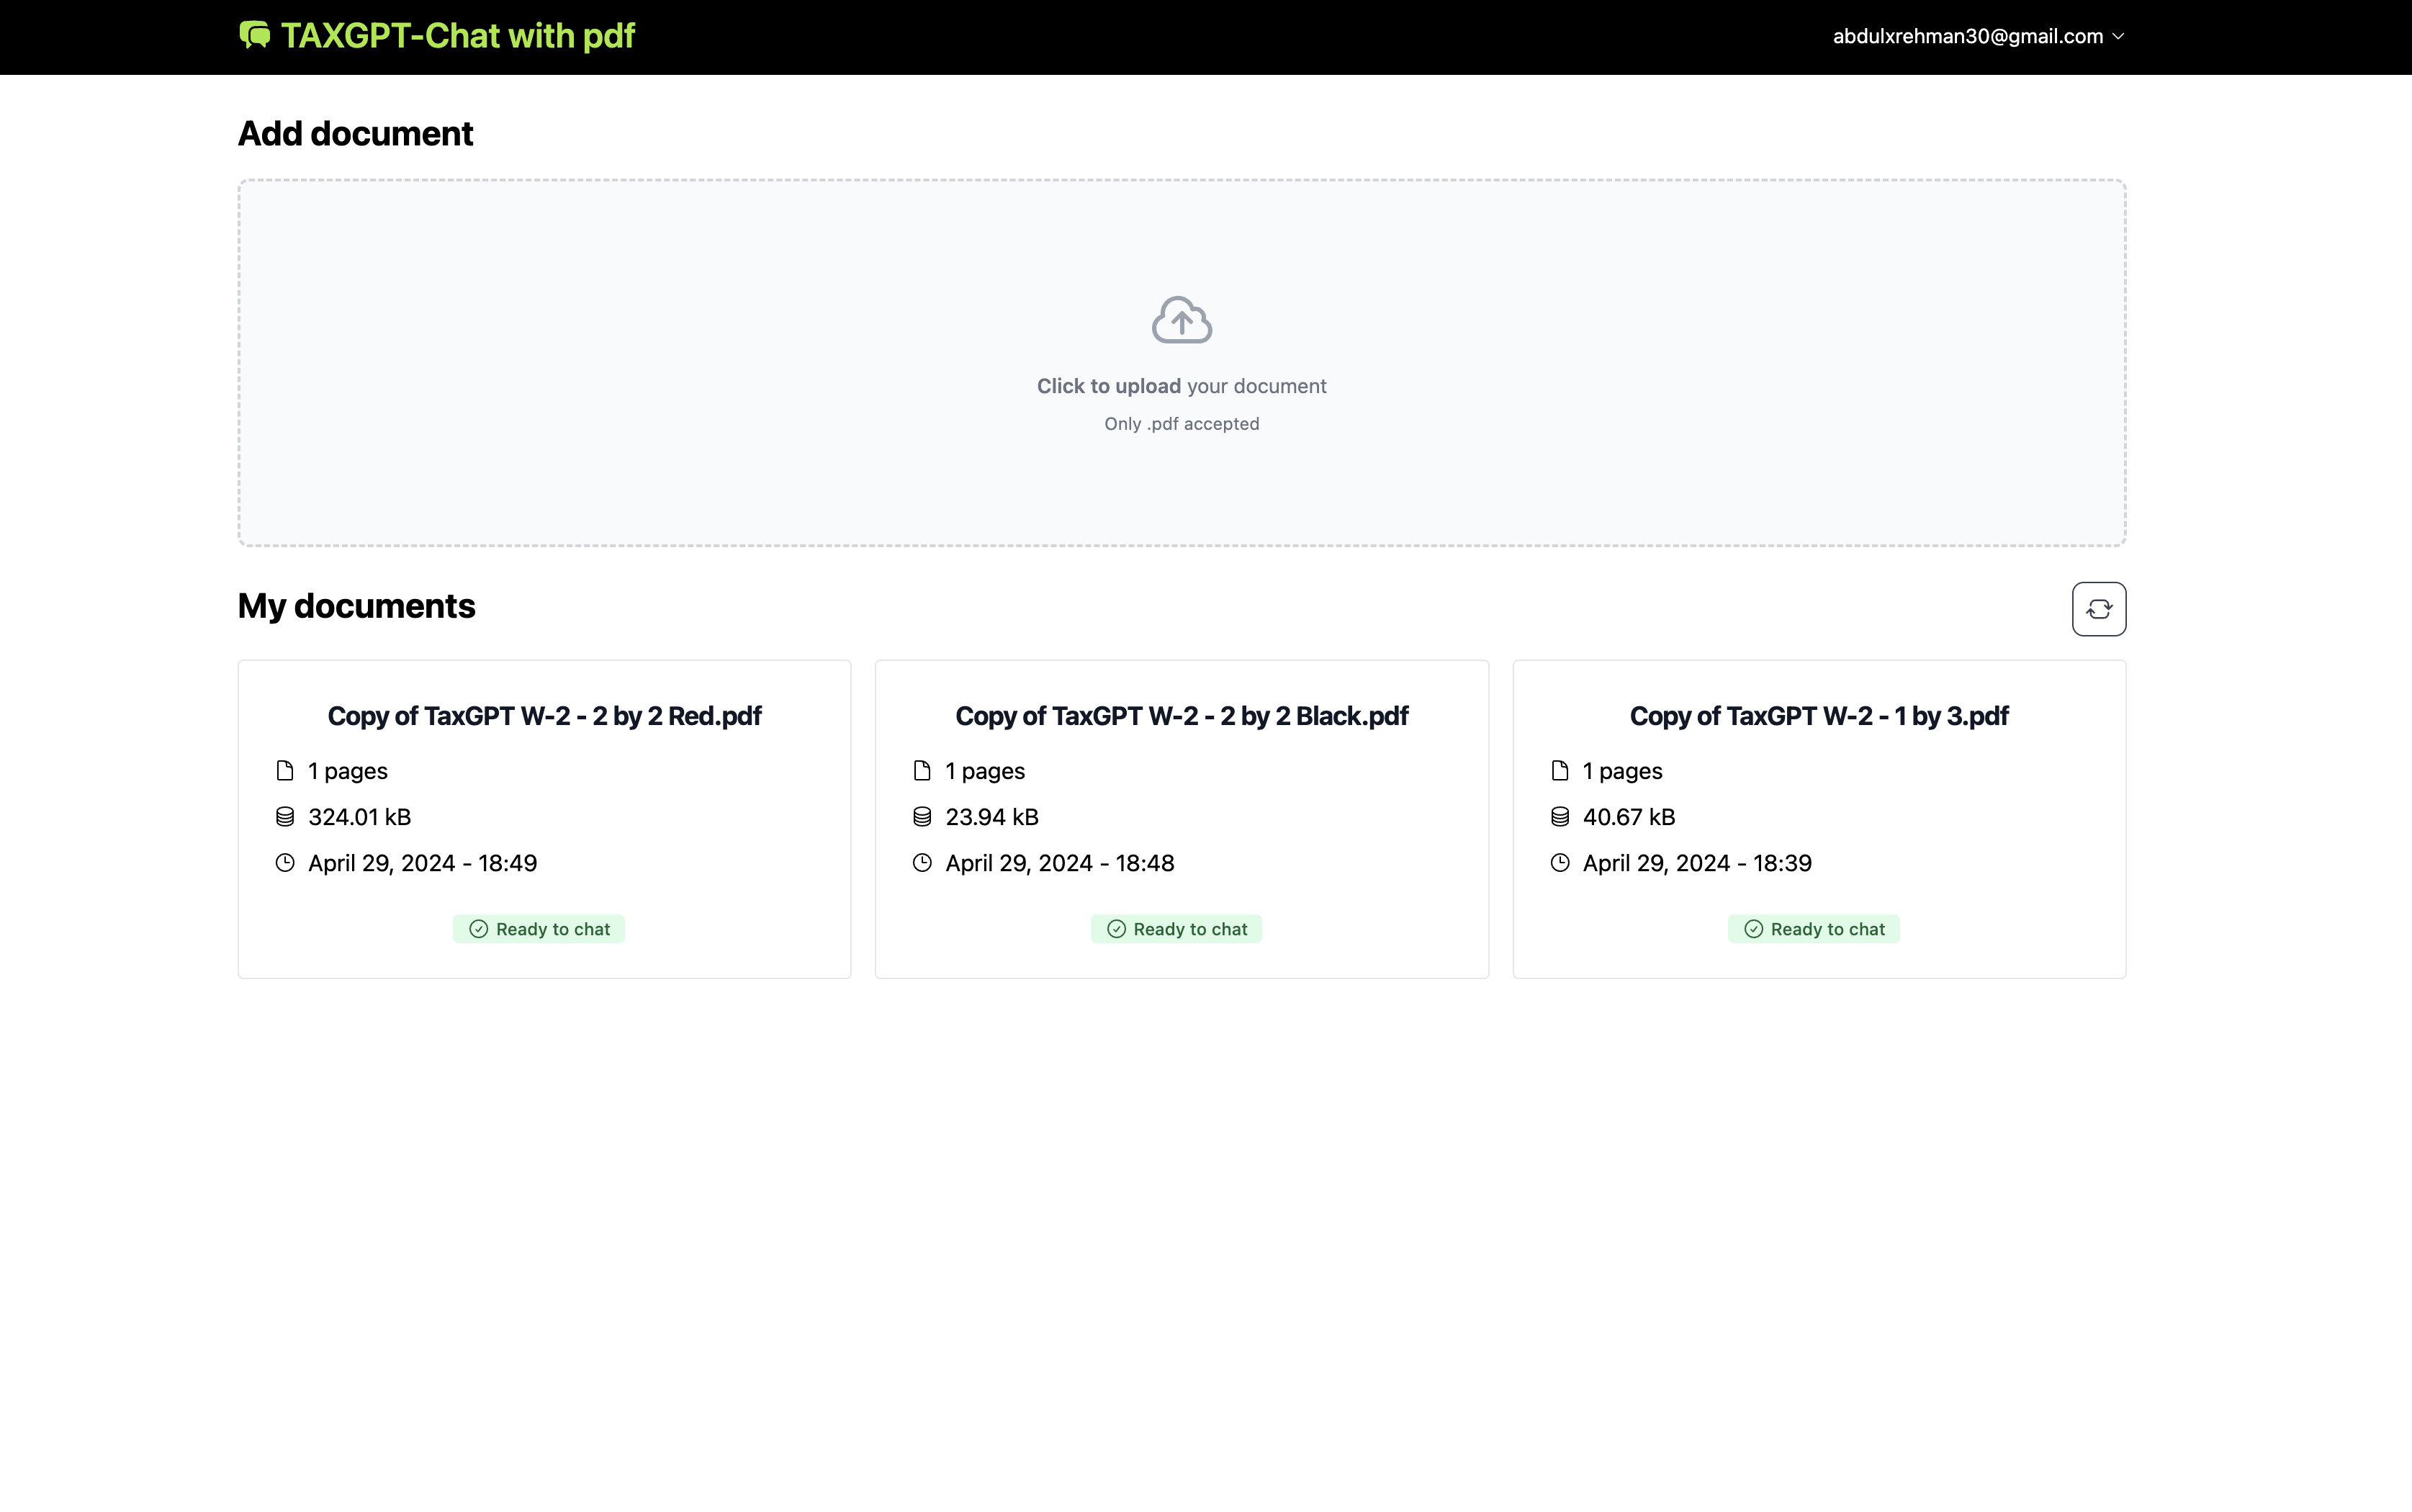 TAXGPT-Chat with pdf
abdulxrehman30@gmail.com
Add document
Click to upload your document
Only .pdf accepted
My documents
Copy of TaxGPT W-2 - 2 by 2 Red.pdf
1 pages
324.01 kB
April 29, 2024 - 18:49
Ready to chat
Copy of TaxGPT W-2 - 2 by 2 Black.pdf
1 pages
23.94 kB
April 29, 2024 - 18:48
Ready to chat
Copy of TaxGPT W-2 - 1 by 3.pdf
1 pages
40.67 kB
April 29, 2024 - 18:39
Ready to chat